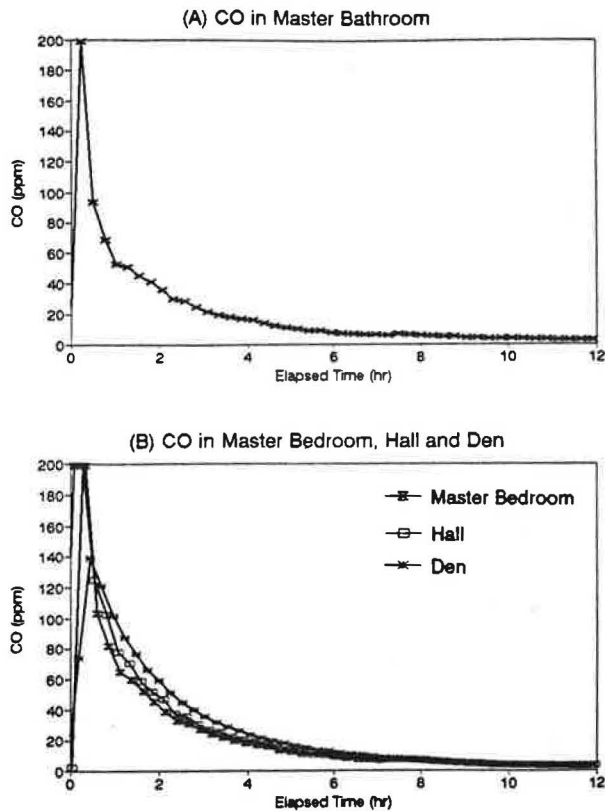 (A) CO in Master Bathroom
200
180
160
140
120
100
80
60
40
20
0
CO (ppm)
0 2 4 6 8 10 12
Elapsed Time (hr)
(B) CO in Master Bedroom, Hall and Den
200
180
160
140
120
100
80
60
40
20
0
CO (ppm)
Master Bedroom
Hall
Den
0 2 4 6 8 10 12
Elapsed Time (hr)